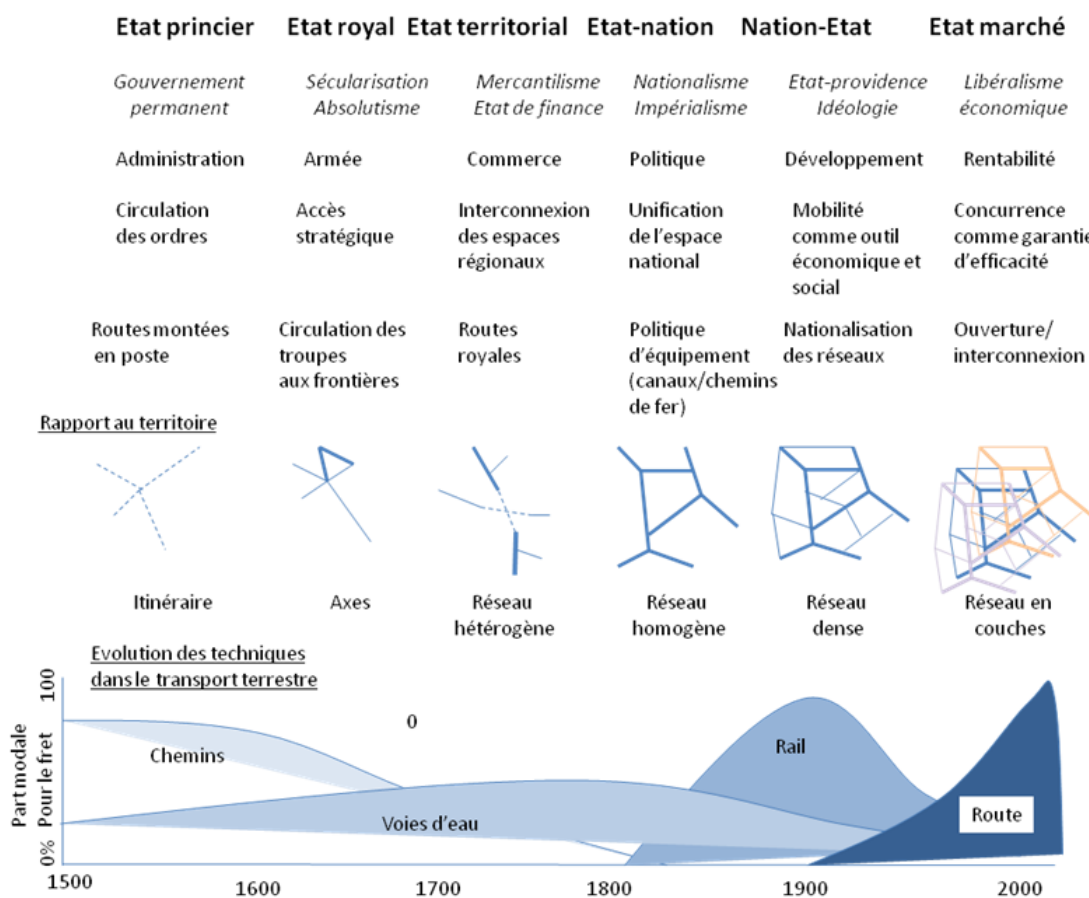 Etat princier Etat royal Etat territorial Etat-nation Nation-Etat Etat marché
Gouvernement
permanent
Sécularisation
Absolutisme
Mercantilisme
Etat de finance
Nationalisme
Impérialisme
Etat-providence
Idéologie
Libéralisme
économique
Administration Armée Commerce Politique Développement Rentabilité
Circulation
des ordres
Accès
stratégique
Interconnexion
des espaces
régionaux
Unification
de l'espace
national
Mobilité
comme outil
économique et
social
Concurrence
comme garantie
d'efficacité
Routes montées
en poste
Circulation des
troupes
aux frontières
Routes
royales
Politique
d'équipement
(canaux/chemins
de fer)
Nationalisation
des réseaux
Ouverture/
interconnexion
Rapport au territoire
Itinéraire
Axes
Réseau
hétérogène
Réseau
homogène
Réseau
dense
Réseau en
couches
Evolution des techniques
dans le transport terrestre
Part modale
Pour le fret
100
0%
0
Chemins
Voies d'eau
Rail
Route
1500 1600 1700 1800 1900 2000